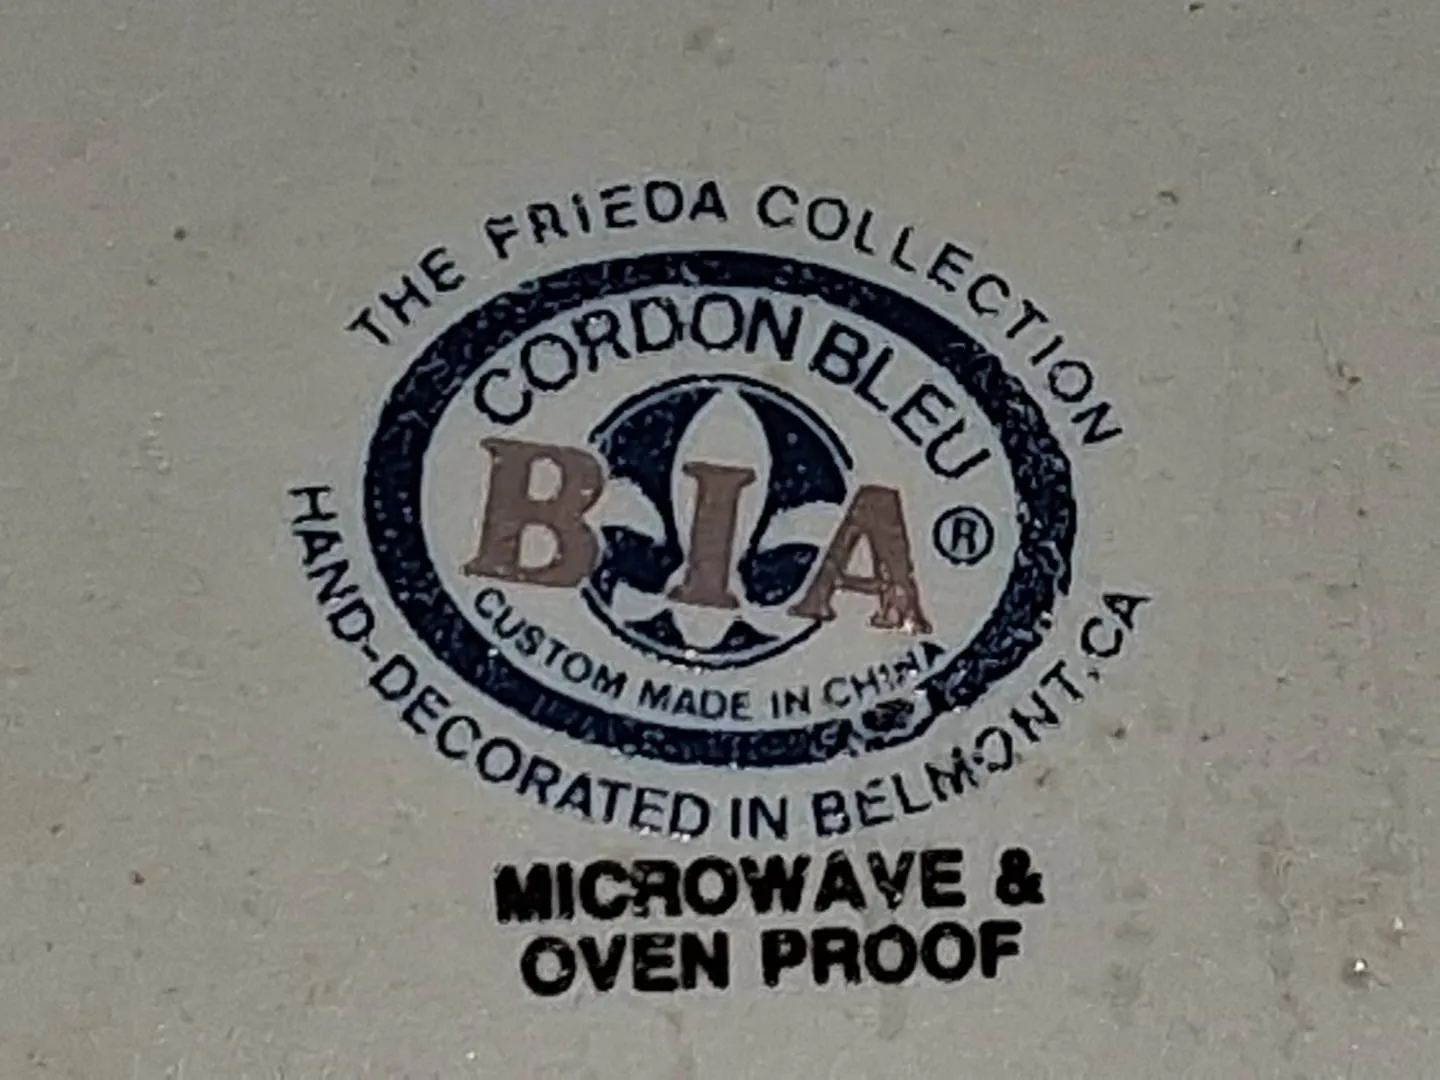 THE FRIEDA COLLECTION
CORDON BLEU
BIA ®
CUSTOM MADE IN CHINA
HAND-DECORATED IN BELMONT, CA
MICROWAVE &
OVEN PROOF